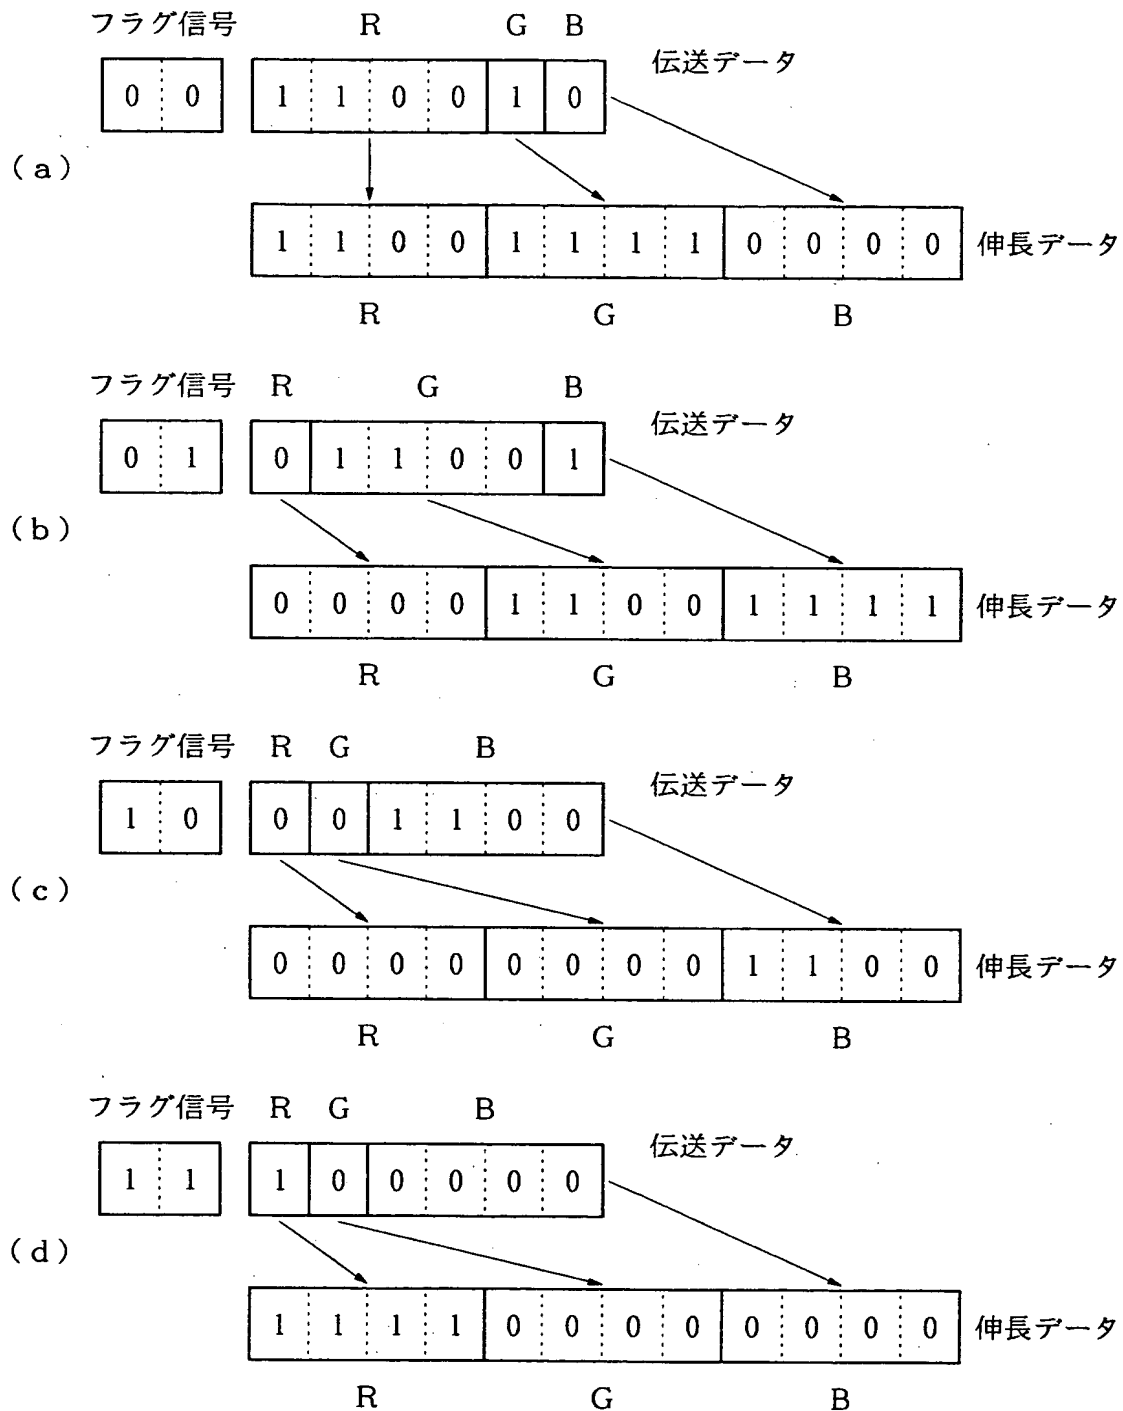 フラグ信号 R G B
0 0 1 1 0 0 1 0 伝送データ
(a)
1 1 0 0 1 1 1 1 0 0 0 0 伸長データ
R G B
フラグ信号 R G B
0 1 0 1 1 0 0 1 伝送データ
(b)
0 0 0 0 1 1 0 0 1 1 1 1 伸長データ
R G B
フラグ信号 R G B
1 0 0 0 1 1 0 0 伝送データ
(c)
0 0 0 0 0 0 0 0 1 1 0 0 伸長データ
R G B
フラグ信号 R G B
1 1 1 0 0 0 0 0 伝送データ
(d)
1 1 1 1 0 0 0 0 0 0 0 0 伸長データ
R G B